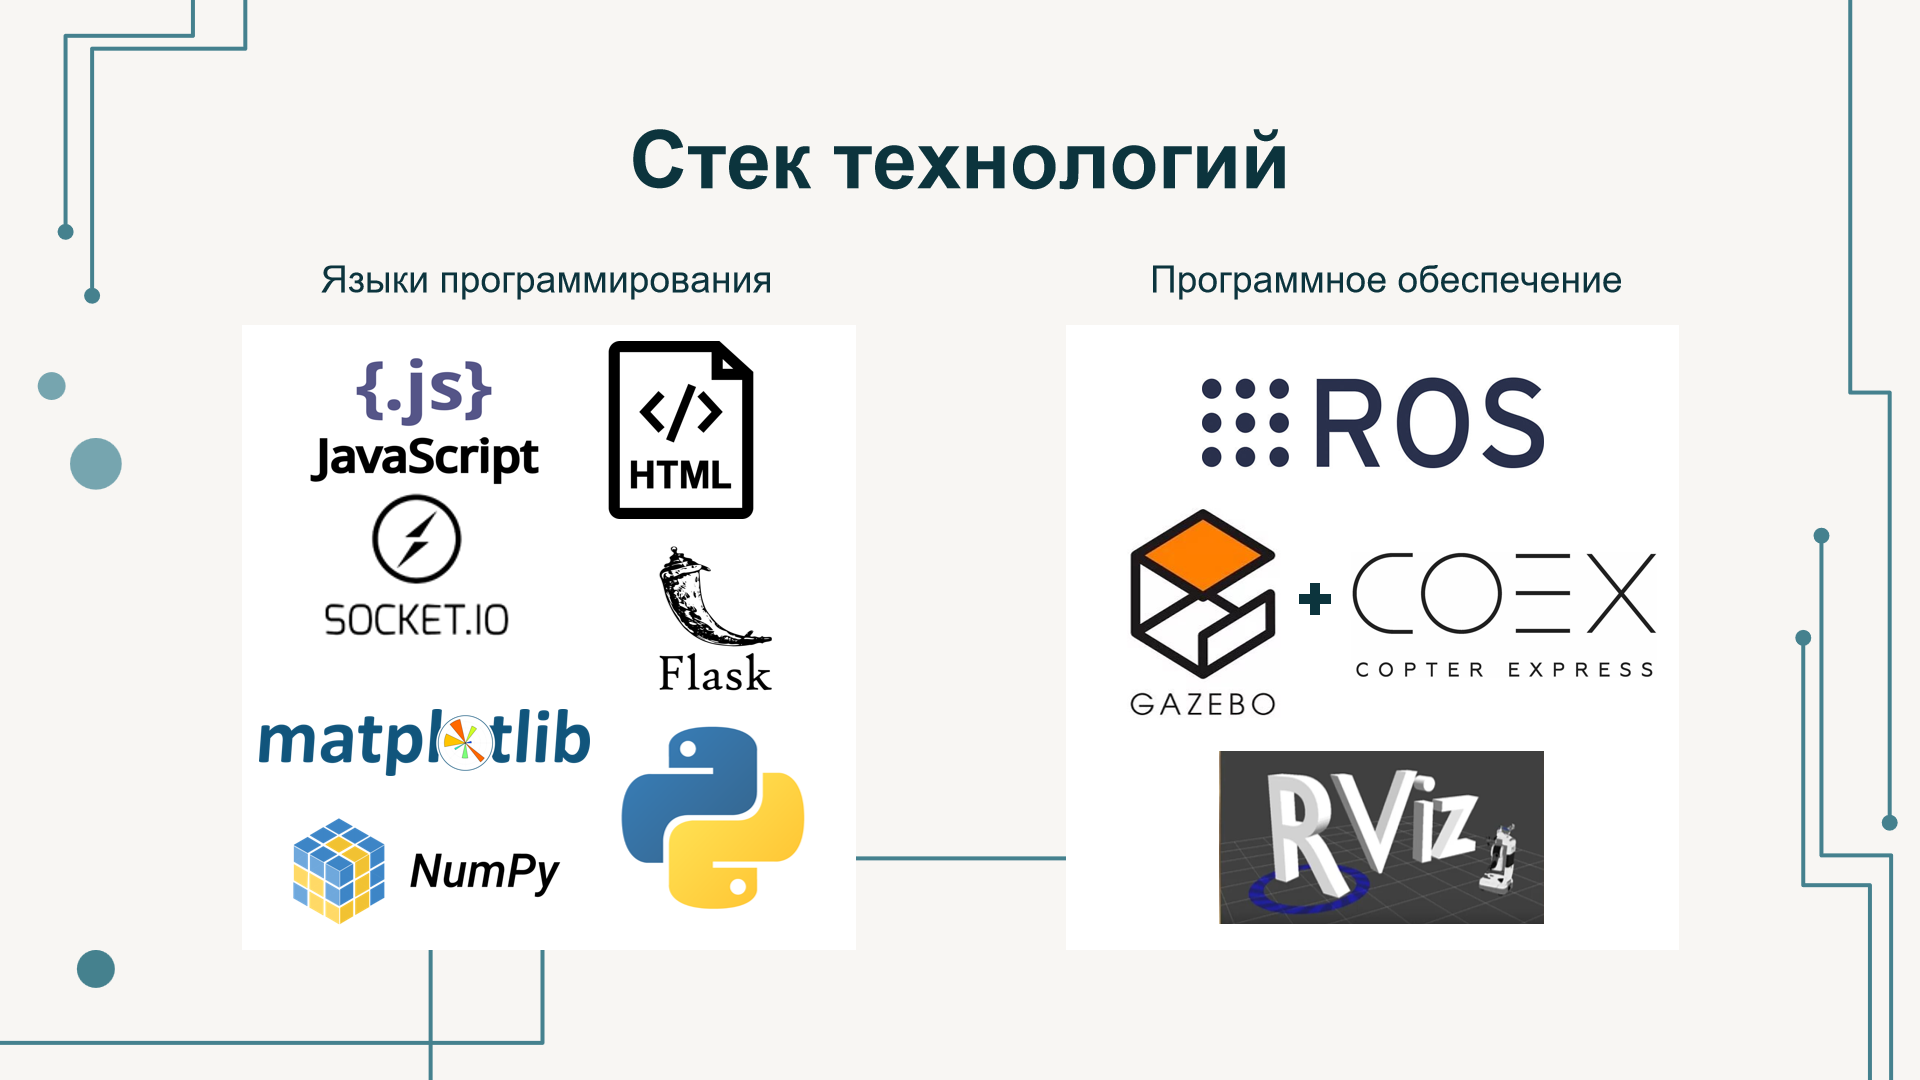 Стек технологий
Языки программирования
{.js}
JavaScript
</>
HTML
SOCKET.IO
Flask
matplotlib
NumPy
Программное обеспечение
ROS
GAZEBO
+
COEX
COPTER EXPRESS
RViz